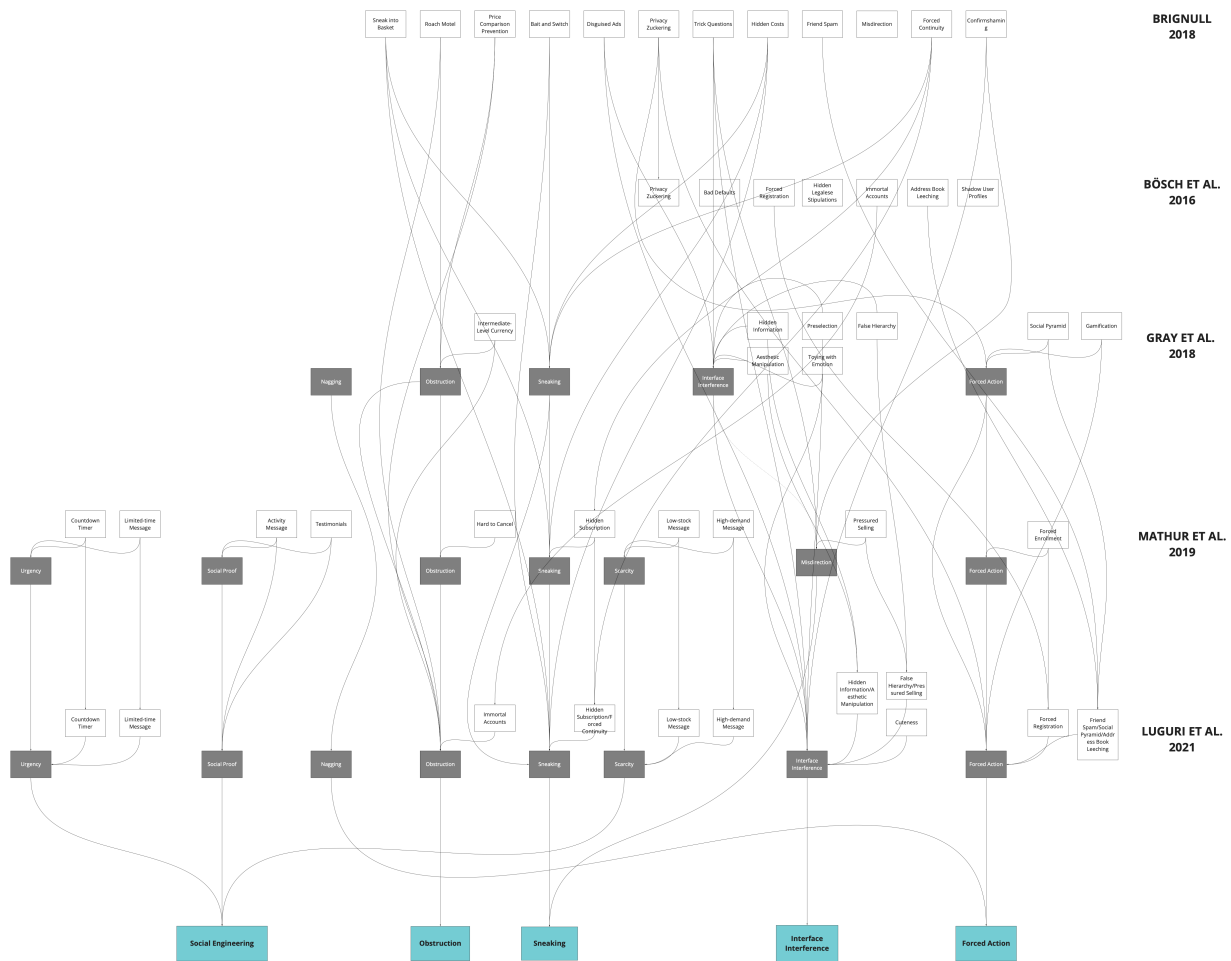 BRIGNULL
2018
Sneak into
Basket
Roach Motel
Price
Comparison
Prevention
Bait and Switch
Disguised Ads
Privacy
Zuckering
Trick Questions
Hidden Costs
Friend Spam
Misdirection
Forced
Continuity
Confirmshamin
g
BÖSCH ET AL.
2016
Privacy
Zuckering
Bad Defaults
Forced
Registration
Hidden
Legalese
Stipulations
Immortal
Accounts
Address Book
Leeching
Shadow User
Profiles
GRAY ET AL.
2018
Intermediate-
Level Currency
Hidden
Information
Preselection
False Hierarchy
Social Pyramid
Gamification
Aesthetic
Manipulation
Toying with
Emotion
Nagging
Obstruction
Sneaking
Interface
Interference
Forced Action
MATHUR ET AL.
2019
Countdown
Timer
Limited-time
Message
Activity
Message
Testimonials
Hard to Cancel
Hidden
Subscription
Low-stock
Message
High-demand
Message
Pressured
Selling
Forced
Enrollment
Urgency
Social Proof
Obstruction
Sneaking
Scarcity
Misdirection
Forced Action
LUGURI ET AL.
2021
Countdown
Timer
Limited-time
Message
Immortal
Accounts
Hidden
Subscription/F
orced
Continuity
Low-stock
Message
High-demand
Message
Hidden
Information/A
esthetic
Manipulation
False
Hierarchy/Pres
sured Selling
Cuteness
Forced
Registration
Friend
Spam/Social
Pyramid/Addr
ess Book
Leeching
Urgency
Social Proof
Nagging
Obstruction
Sneaking
Scarcity
Interface
Interference
Forced Action
Social Engineering
Obstruction
Sneaking
Interface
Interference
Forced Action